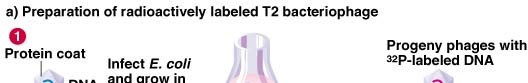 a) Preparation of radioactively labeled T2 bacteriophage
1
Protein coat
DNA
Infect E. coli
and grow in
Progeny phages with
³²P-labeled DNA